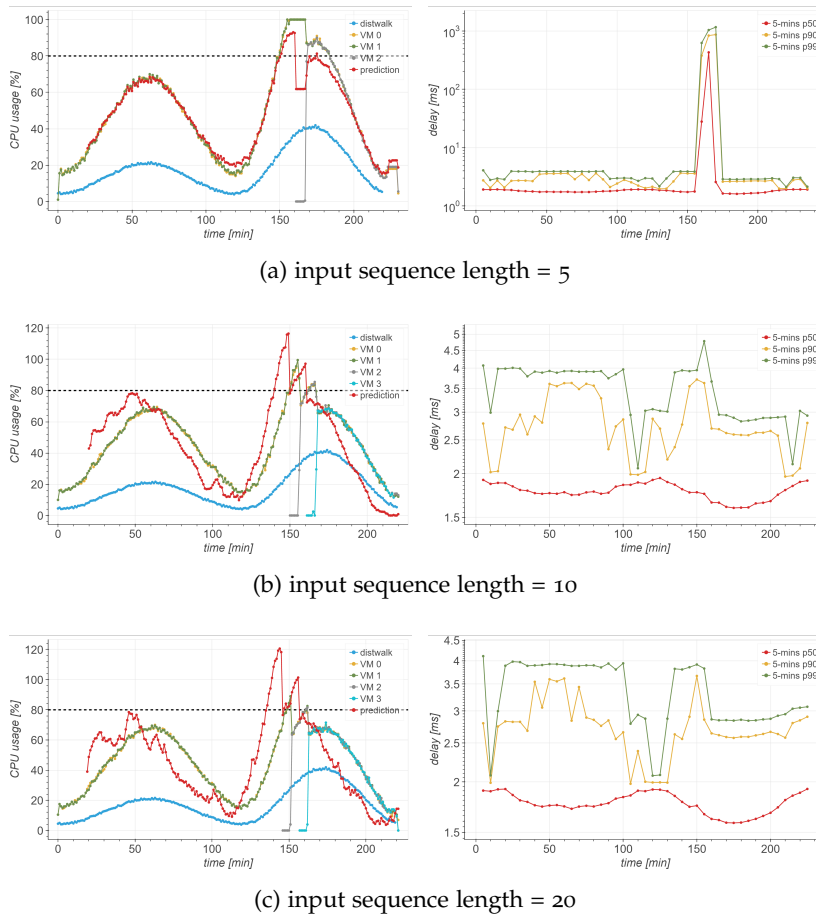 CPU usage [%]
100
80
60
40
20
0
0
50
100
150
200
time [min]
distwalk
VM 0
VM 1
VM 2
prediction
delay [ms]
10³
10²
10¹
10⁰
0
100
200
time [min]
5-mins p50
5-mins p90
5-mins p99
(a) input sequence length = 5
CPU usage [%]
120
100
80
60
40
20
0
0
50
100
150
200
time [min]
distwalk
VM 0
VM 1
VM 2
VM 3
prediction
delay [ms]
5
4.5
4
3.5
3
2.5
2
1.5
0
100
200
time [min]
5-mins p50
5-mins p90
5-mins p99
(b) input sequence length = 10
CPU usage [%]
120
100
80
60
40
20
0
0
50
100
150
200
time [min]
distwalk
VM 0
VM 1
VM 2
VM 3
prediction
delay [ms]
4.5
4
3.5
3
2.5
2
1.5
0
50
100
150
200
time [min]
5-mins p50
5-mins p90
5-mins p99
(c) input sequence length = 20